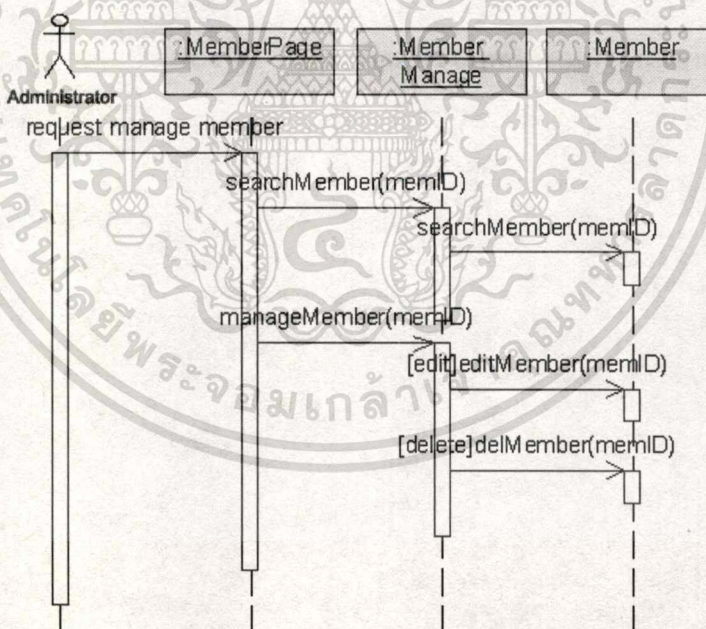 :MemberPage
:Member
Manage
:Member
Administrator
request manage member
searchMember(memID)
searchMember(memID)
manageMember(memID)
[edit]editMember(memID)
[delete]delMember(memID)